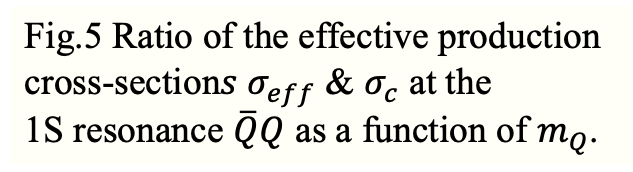 Fig.5 Ratio of the effective production
cross-sections σ_eff & σ_c at the
1S resonance Q̄Q as a function of m_Q.